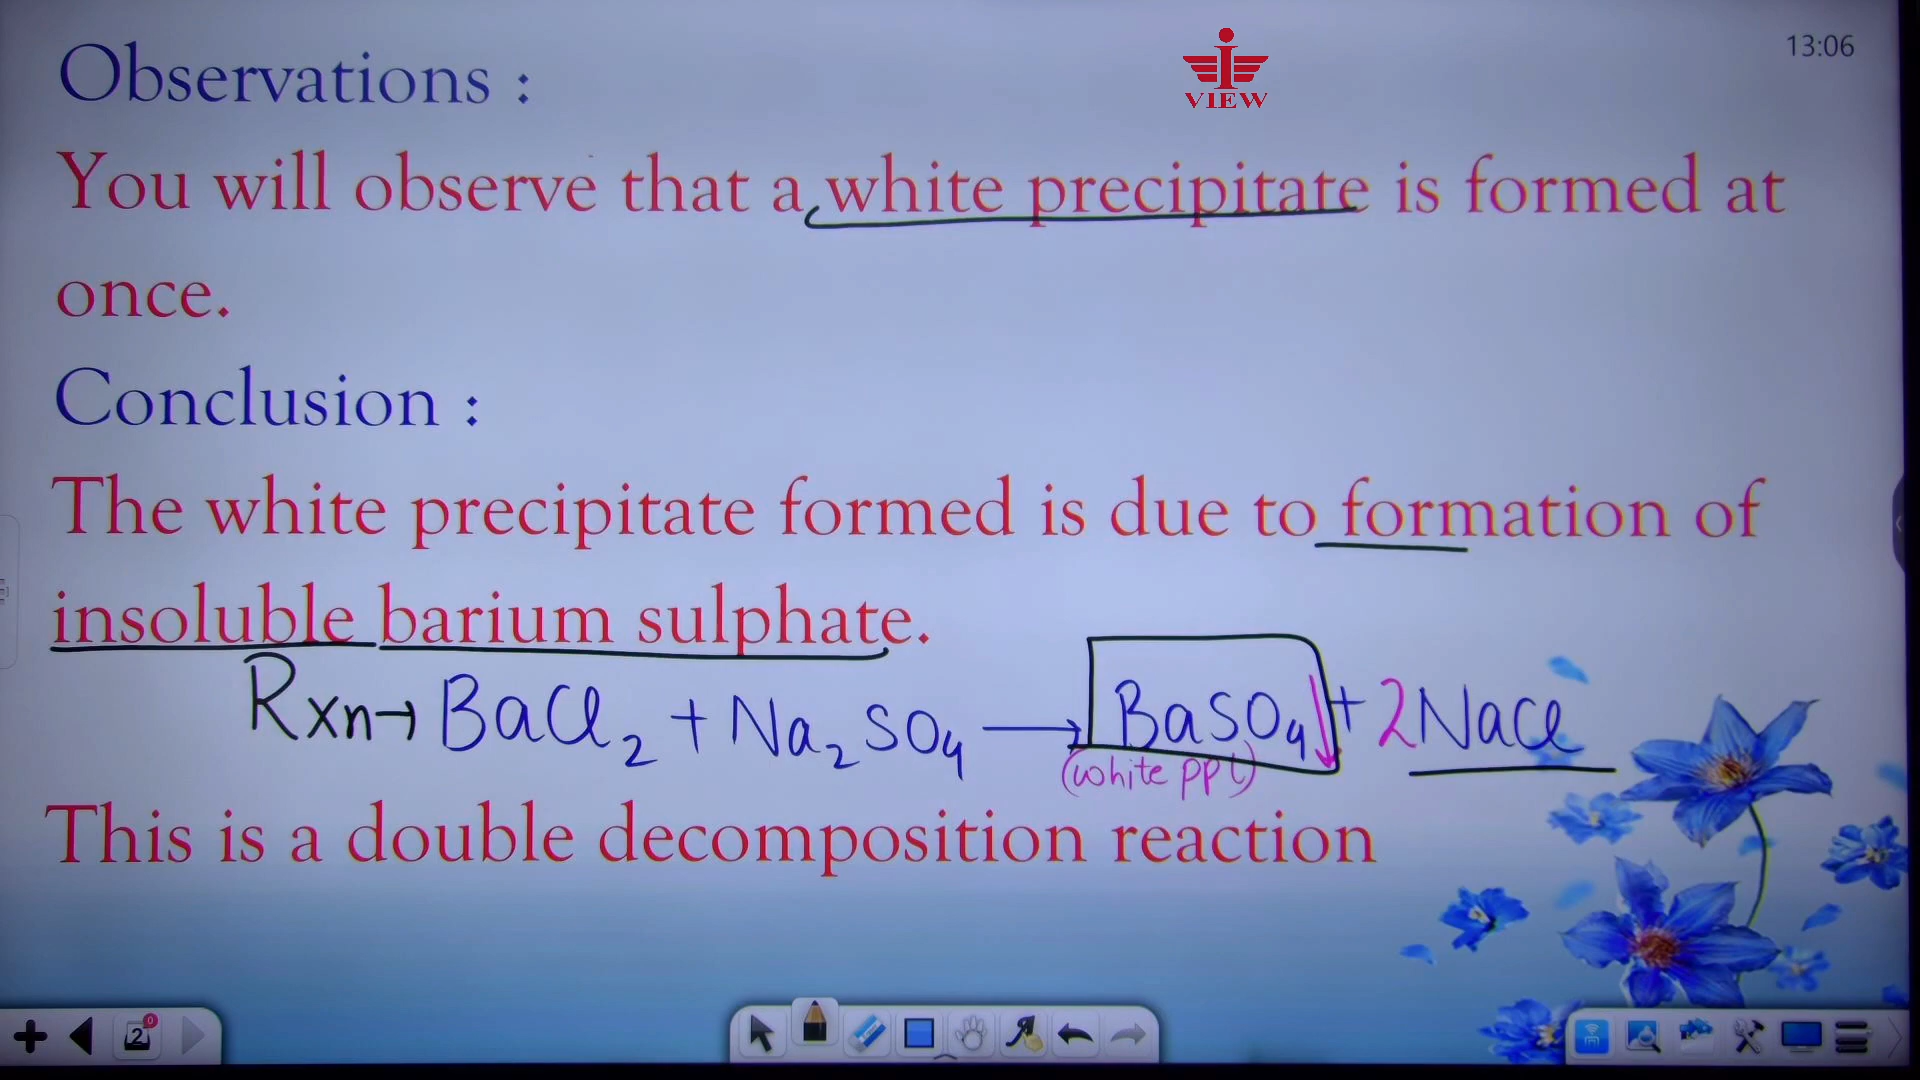 VIEW
13:06
Observations :
You will observe that a white precipitate is formed at
once.
Conclusion :
The white precipitate formed is due to formation of
insoluble barium sulphate.
Rxn→ BaCl₂ + Na₂SO₄ → BaSO₄↓ + 2NaCl
(white ppt)
This is a double decomposition reaction
2
0